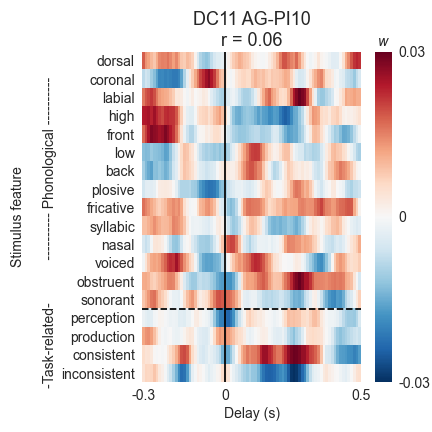 DC11 AG-PI10
r = 0.06
w
Stimulus feature
---------- Phonological ----------
-Task-related-
dorsal
coronal
labial
high
front
low
back
plosive
fricative
syllabic
nasal
voiced
obstruent
sonorant
perception
production
consistent
inconsistent
0.03
0
-0.03
-0.3
0
0.5
Delay (s)